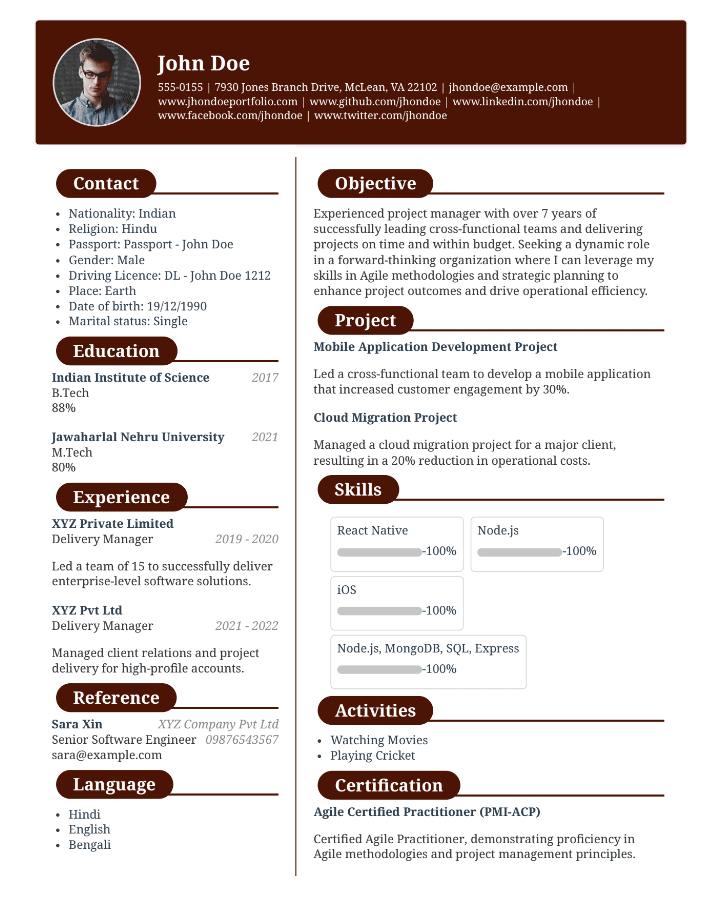 John Doe
555-0155 | 7930 Jones Branch Drive, McLean, VA 22102 | jhondoe@example.com |
www.jhondoeportfolio.com | www.github.com/jhondoe | www.linkedin.com/jhondoe |
www.facebook.com/jhondoe | www.twitter.com/jhondoe
Contact
• Nationality: Indian
• Religion: Hindu
• Passport: Passport - John Doe
• Gender: Male
• Driving Licence: DL - John Doe 1212
• Place: Earth
• Date of birth: 19/12/1990
• Marital status: Single
Education
Indian Institute of Science 2017
B.Tech
88%
Jawaharlal Nehru University 2021
M.Tech
80%
Experience
XYZ Private Limited
Delivery Manager 2019 - 2020
Led a team of 15 to successfully deliver
enterprise-level software solutions.
XYZ Pvt Ltd
Delivery Manager 2021 - 2022
Managed client relations and project
delivery for high-profile accounts.
Reference
Sara Xin XYZ Company Pvt Ltd
Senior Software Engineer 09876543567
sara@example.com
Language
• Hindi
• English
• Bengali
Objective
Experienced project manager with over 7 years of
successfully leading cross-functional teams and delivering
projects on time and within budget. Seeking a dynamic role
in a forward-thinking organization where I can leverage my
skills in Agile methodologies and strategic planning to
enhance project outcomes and drive operational efficiency.
Project
Mobile Application Development Project
Led a cross-functional team to develop a mobile application
that increased customer engagement by 30%.
Cloud Migration Project
Managed a cloud migration project for a major client,
resulting in a 20% reduction in operational costs.
Skills
React Native
-100%
Node.js
-100%
iOS
-100%
Node.js, MongoDB, SQL, Express
-100%
Activities
• Watching Movies
• Playing Cricket
Certification
Agile Certified Practitioner (PMI-ACP)
Certified Agile Practitioner, demonstrating proficiency in
Agile methodologies and project management principles.